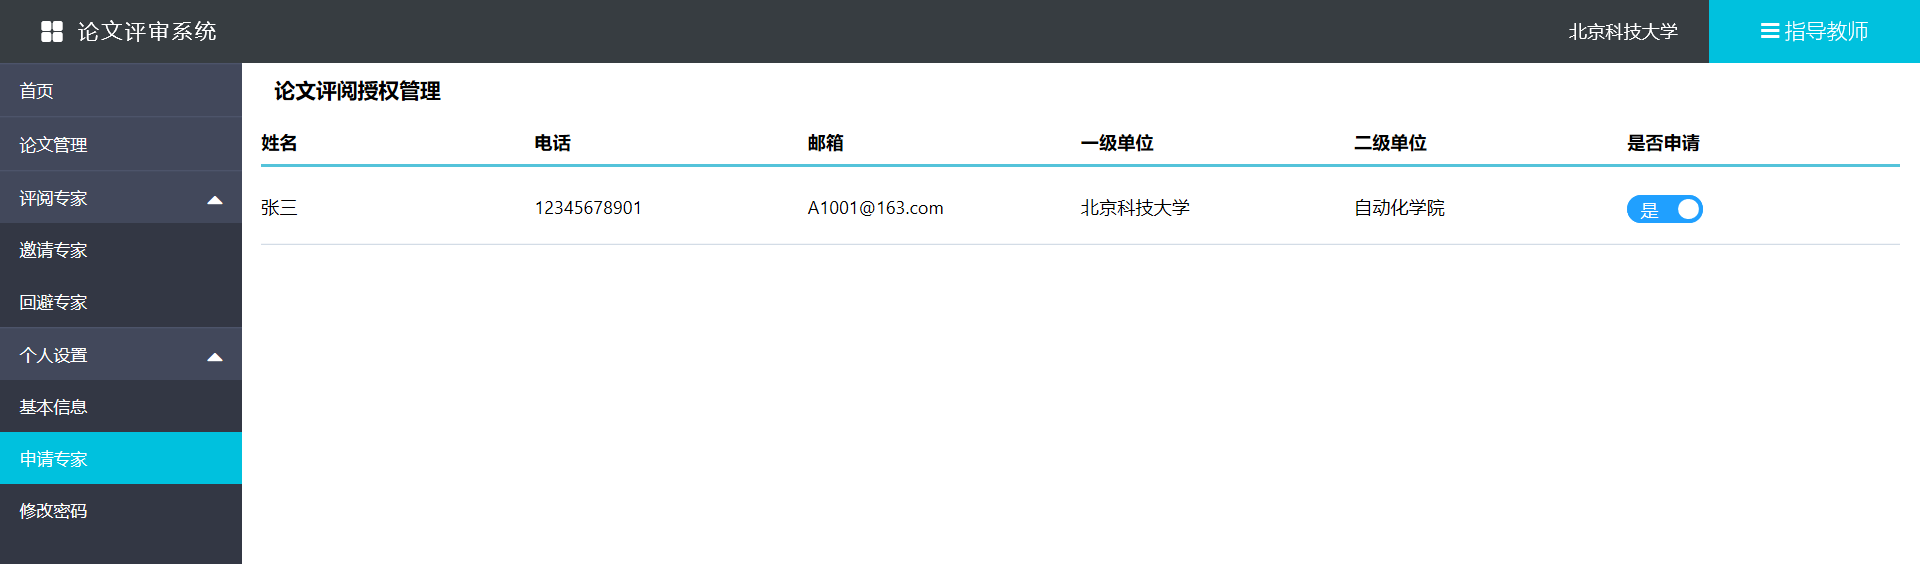 论文评审系统
北京科技大学
指导教师
首页
论文管理
评阅专家
邀请专家
回避专家
个人设置
基本信息
申请专家
修改密码
论文评阅授权管理
姓名 电话 邮箱 一级单位 二级单位 是否申请
张三 12345678901 A1001@163.com 北京科技大学 自动化学院 是